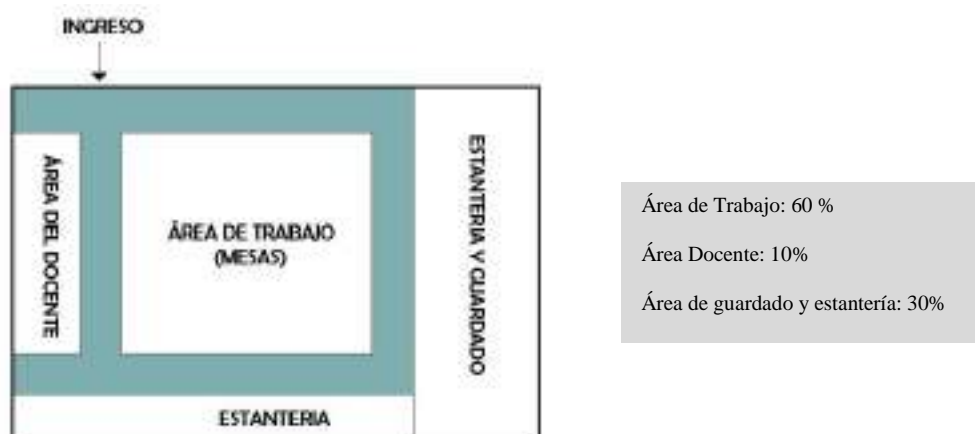 INGRESO
ÁREA DEL DOCENTE
ÁREA DE TRABAJO
(MESAS)
ESTANTERIA Y GUARDADO
ESTANTERIA
Área de Trabajo: 60 %
Área Docente: 10%
Área de guardado y estantería: 30%